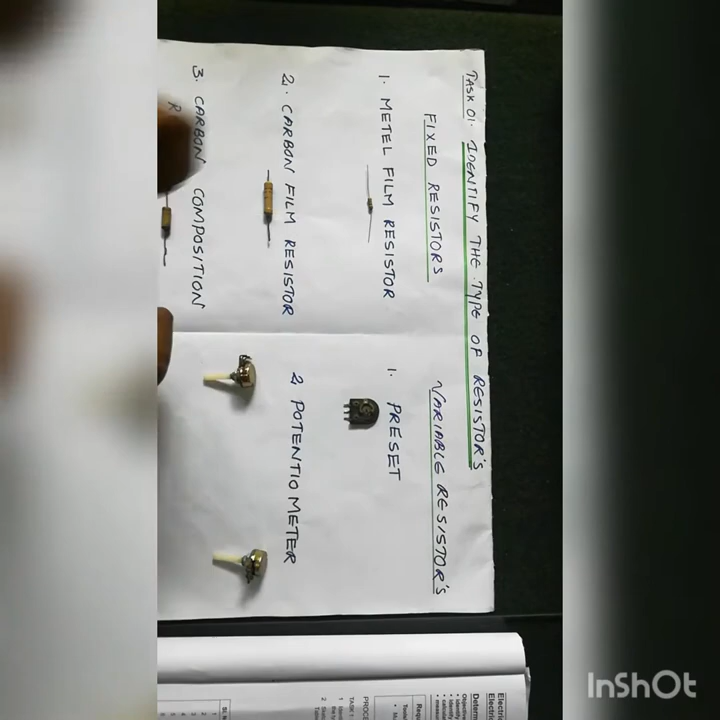 TASK 01. IDENTIFY THE TYPE OF RESISTOR'S
FIXED RESISTORS
1. METEL FILM RESISTOR
2. CARBON FILM RESISTOR
3. CARBON COMPOSITION
R
VARIABLE RESISTOR'S
1. PRESET
2. POTENTIO METER
InShOt